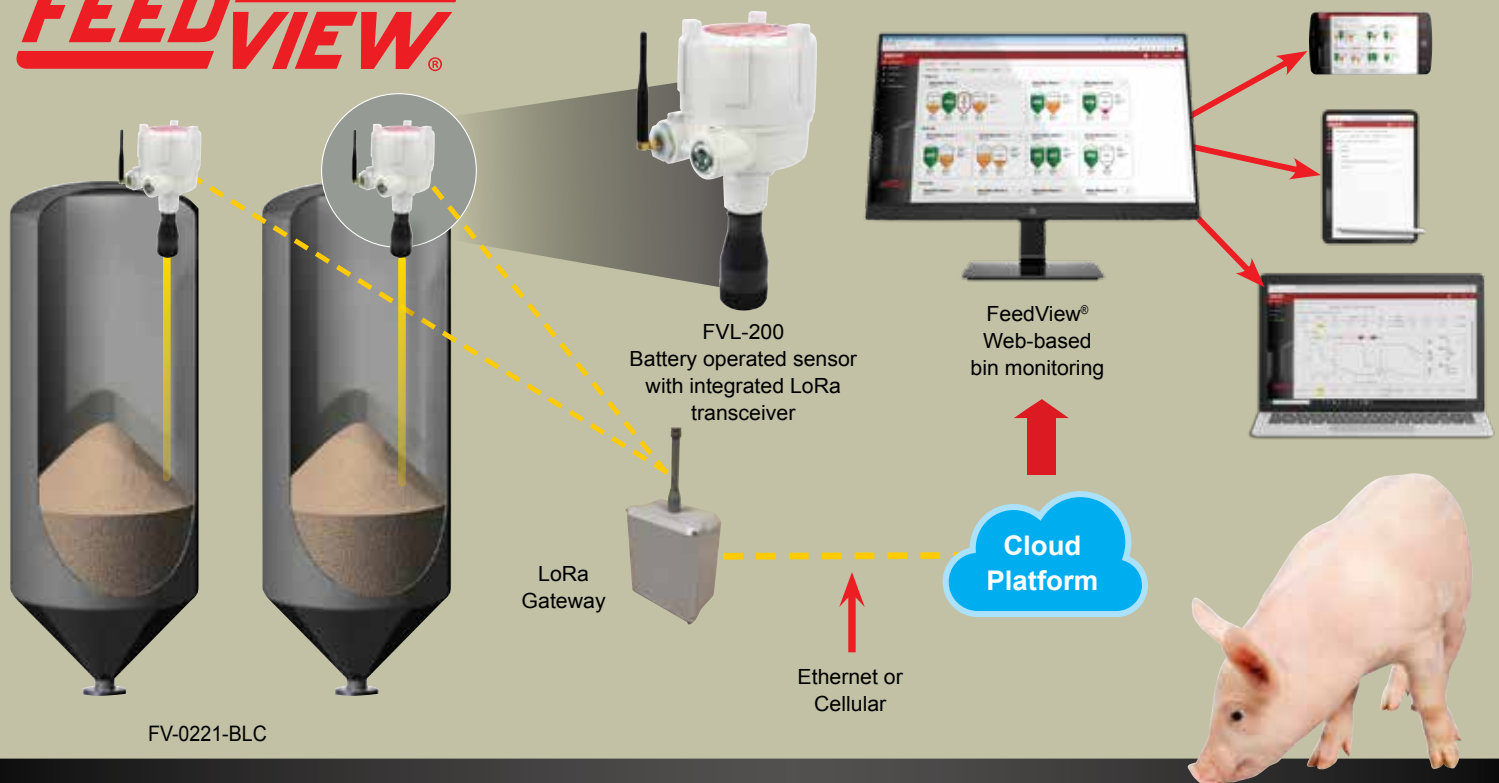 FEEDVIEW®
FVL-200
Battery operated sensor
with integrated LoRa
transceiver
FeedView®
Web-based
bin monitoring
Cloud
Platform
LoRa
Gateway
Ethernet or
Cellular
FV-0221-BLC